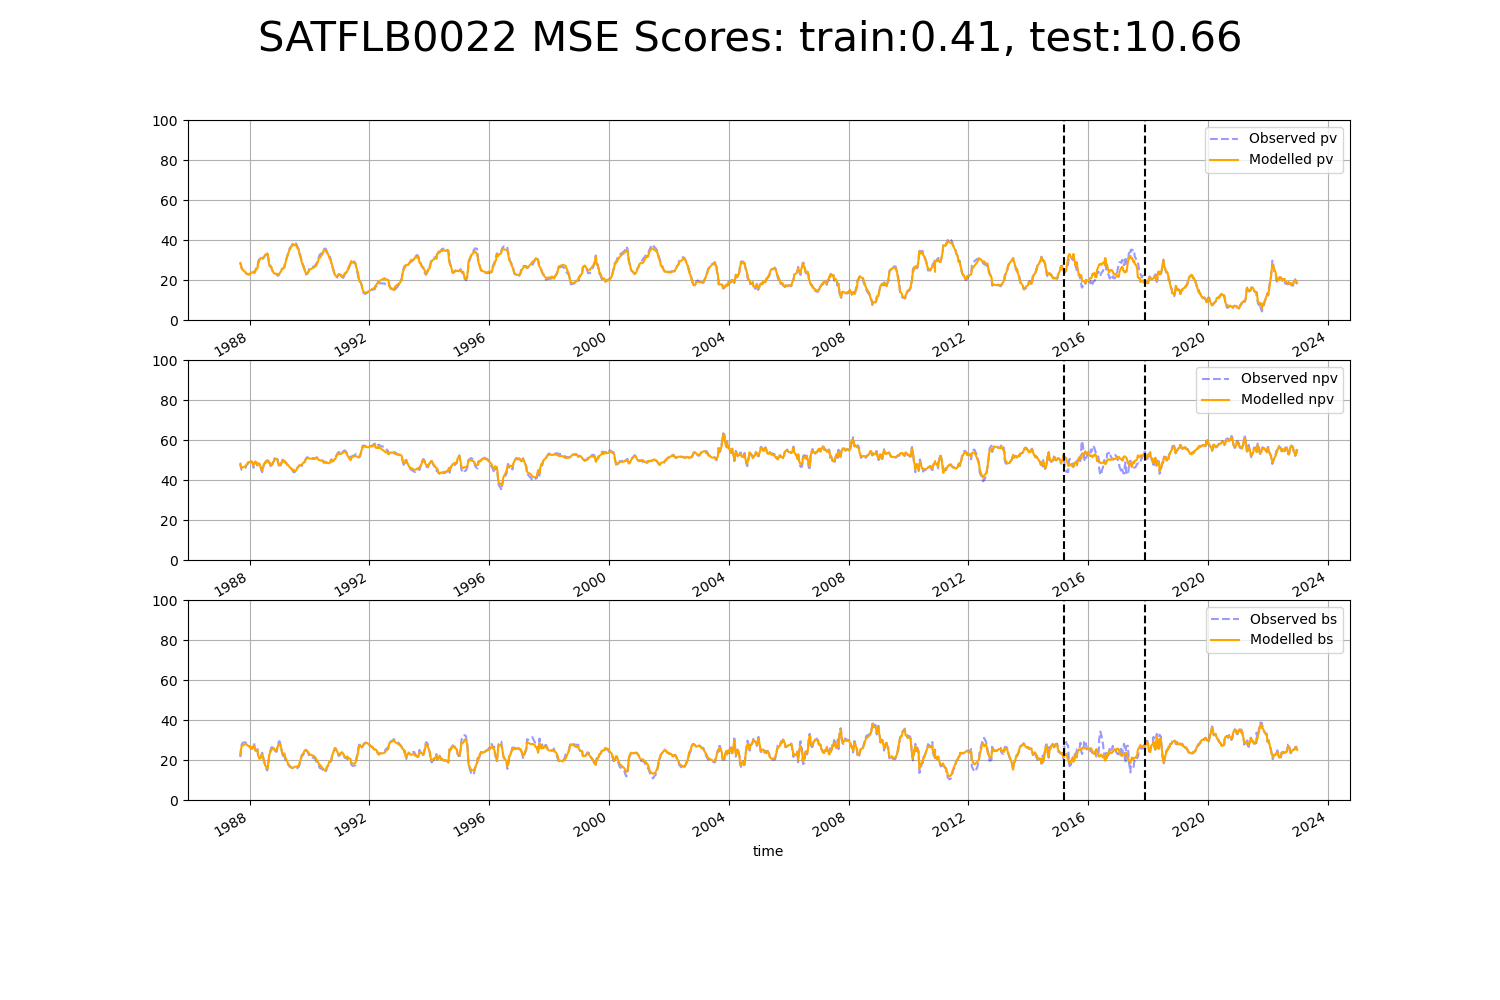 SATFLB0022 MSE Scores: train:0.41, test:10.66
100
80
60
40
20
0
Observed pv
Modelled pv
1988 1992 1996 2000 2004 2008 2012 2016 2020 2024
100
80
60
40
20
0
Observed npv
Modelled npv
1988 1992 1996 2000 2004 2008 2012 2016 2020 2024
100
80
60
40
20
0
Observed bs
Modelled bs
1988 1992 1996 2000 2004 2008 2012 2016 2020 2024
time